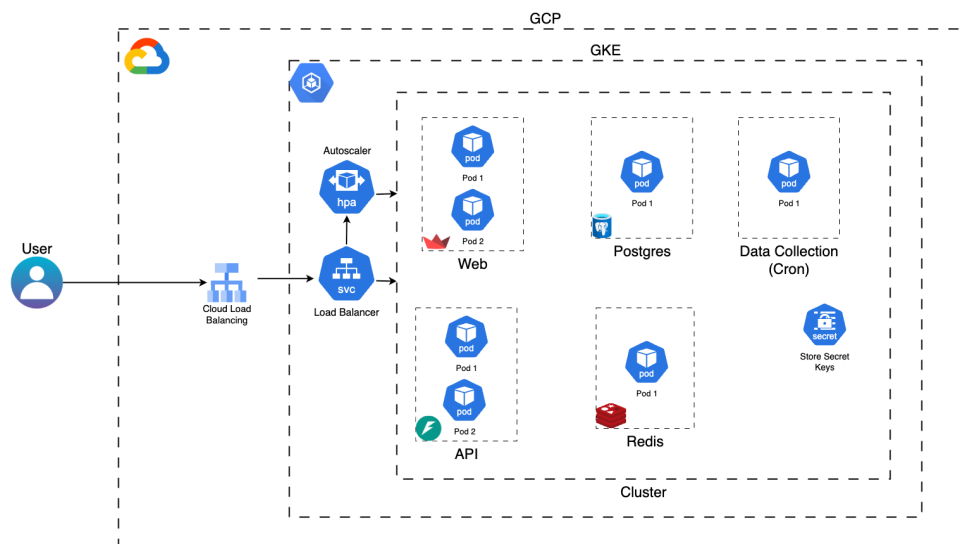 GCP
GKE
Autoscaler
hpa
pod
Pod 1
pod
Pod 2
Web
pod
Pod 1
Postgres
pod
Pod 1
Data Collection
(Cron)
User
Cloud Load
Balancing
svc
Load Balancer
pod
Pod 1
pod
Pod 2
API
pod
Pod 1
Redis
secret
Store Secret
Keys
Cluster